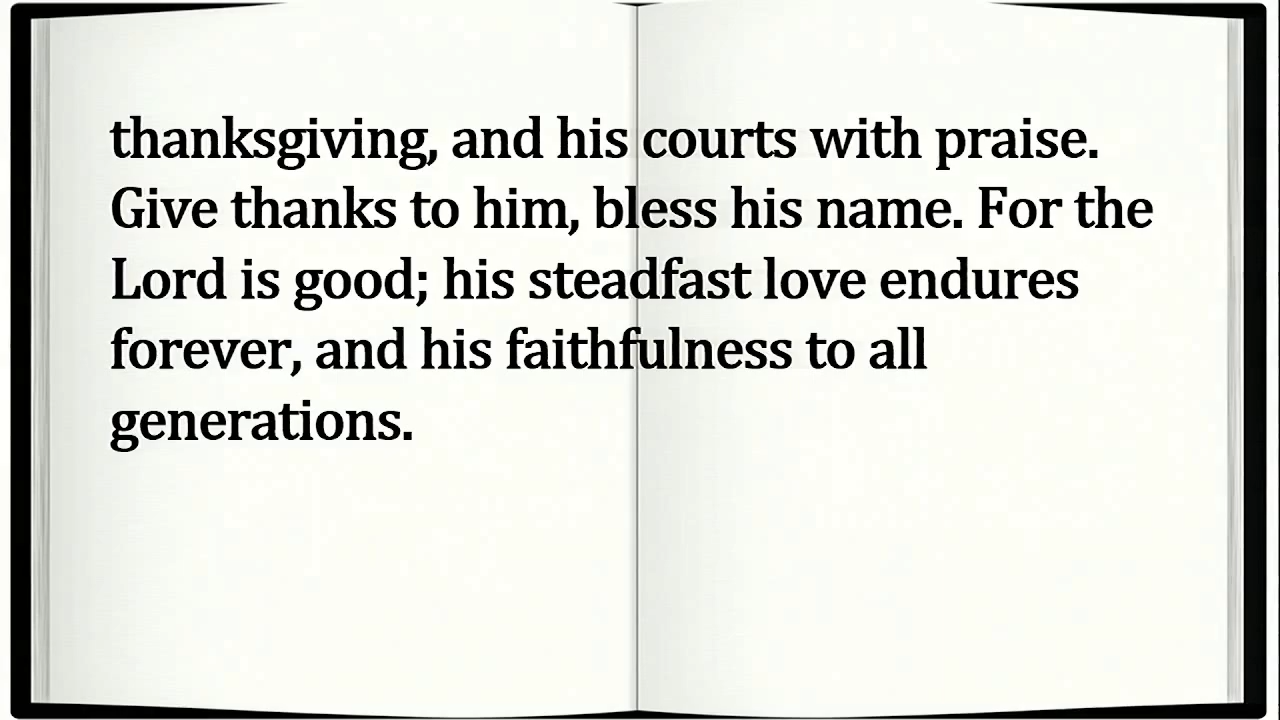 thanksgiving, and his courts with praise.
Give thanks to him, bless his name. For the
Lord is good; his steadfast love endures
forever, and his faithfulness to all
generations.